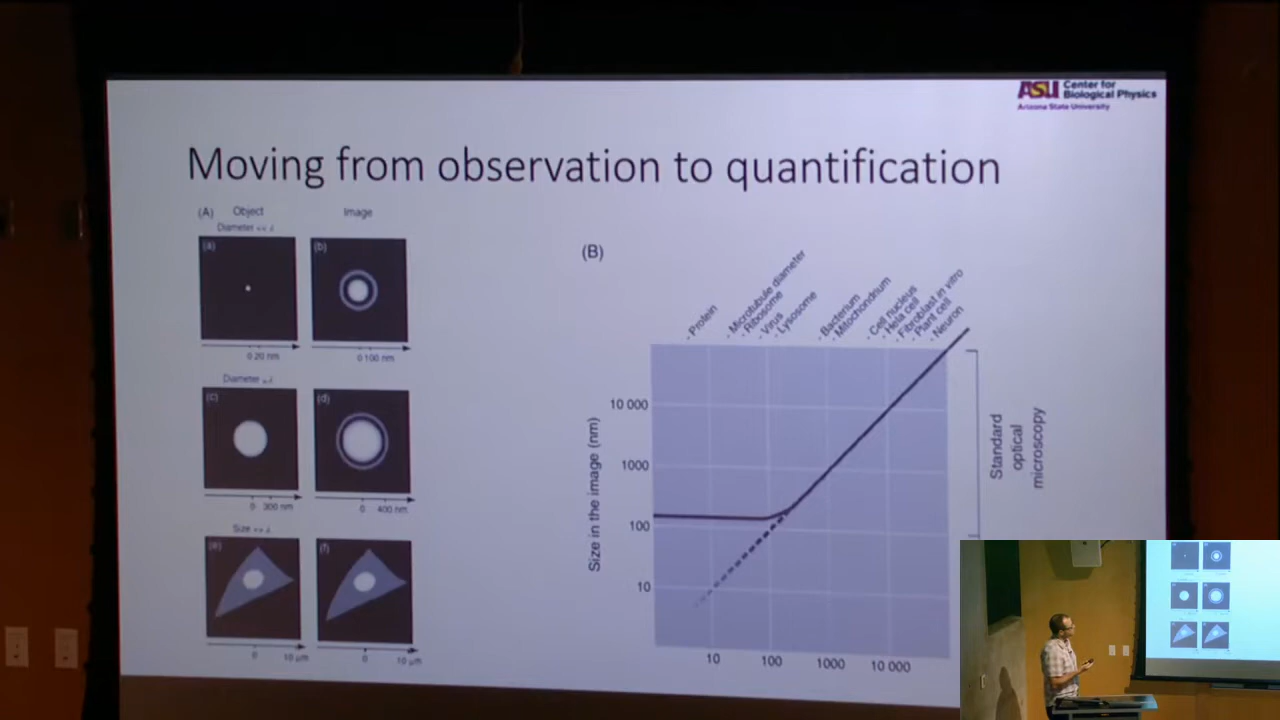 ASU Center for
Biological Physics
Arizona State University
Moving from observation to quantification
(A) Object Image
Diameter << λ
(a) (b)
0 20 nm 0 100 nm
Diameter ≈ λ
(c) (d)
0 300 nm 0 400 nm
Size >> λ
(e) (f)
0 10 µm 0 10 µm
(B)
- Protein
- Microtubule diameter
- Ribosome
- Virus
- Lysosome
- Bacterium
- Mitochondrium
- Cell nucleus
- Hela cell
- Fibroblast in vitro
- Plant cell
- Neuron
Size in the image (nm)
10 000
1000
100
10
10 100 1000 10 000
Standard
optical
microscopy